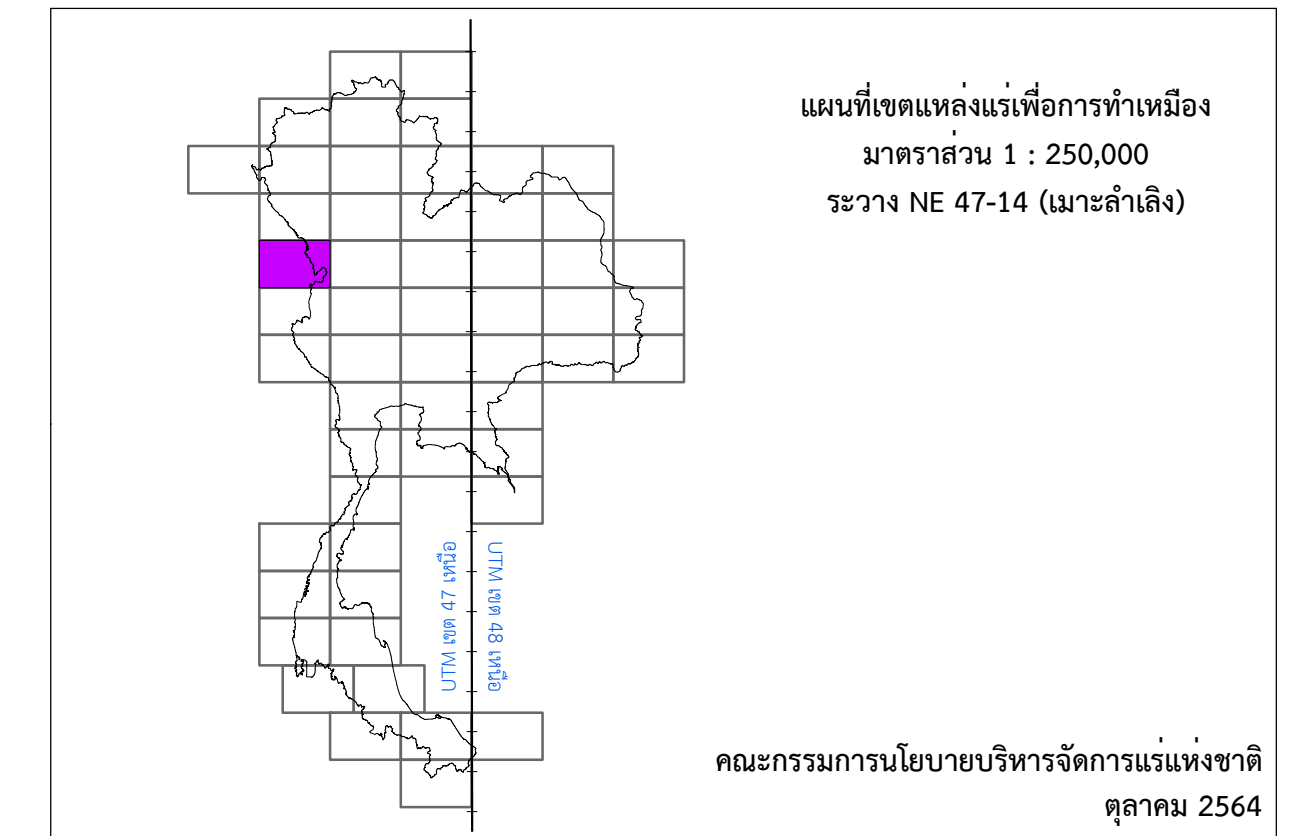 แผนที่เขตแหล่งแร่เพื่อการทำเหมือง
มาตราส่วน 1 : 250,000
ระวาง NE 47-14 (เมาะลำเลิง)
UTM เขต 47 เหนือ
UTM เขต 48 เหนือ
คณะกรรมการนโยบายบริหารจัดการแร่แห่งชาติ
ตุลาคม 2564